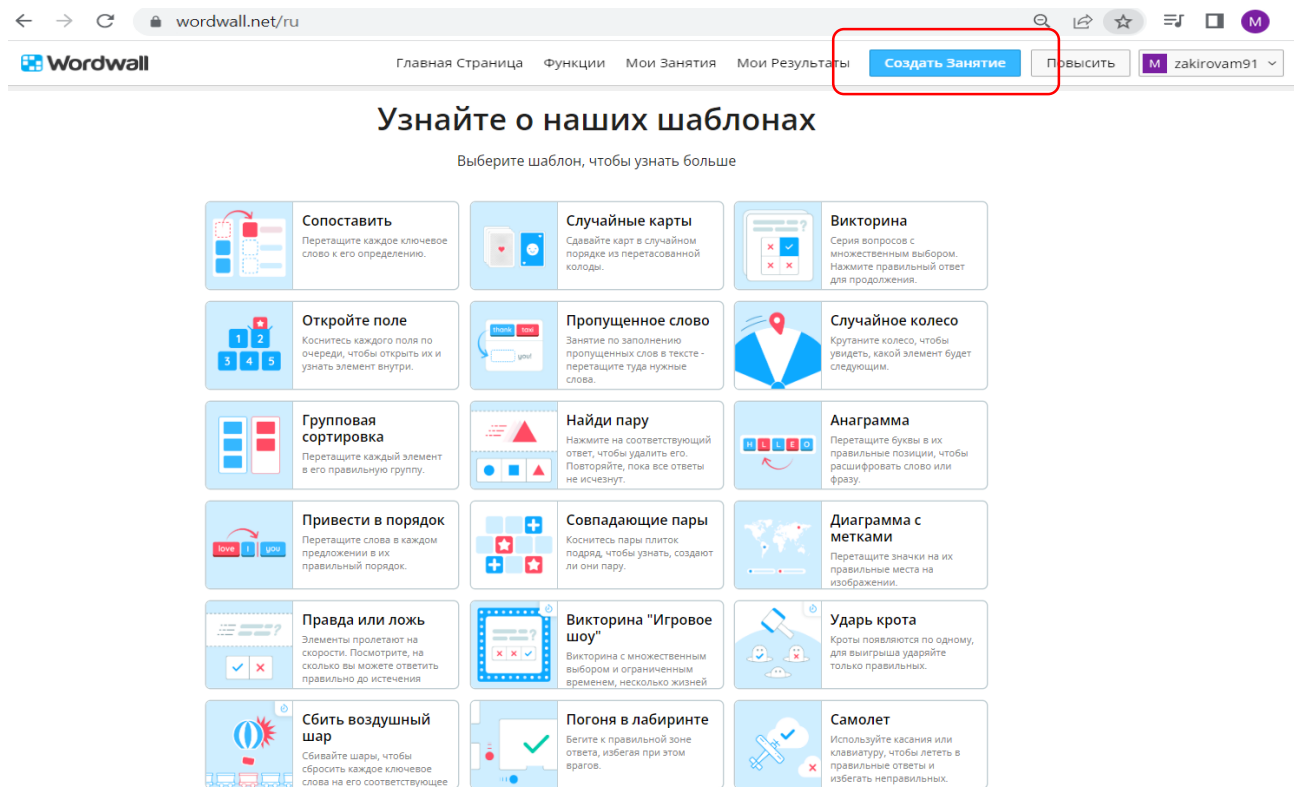 wordwall.net/ru
M
Wordwall
Главная Страница Функции Мои Занятия Мои Результаты Создать Занятие Повысить M zakirovam91
Узнайте о наших шаблонах
Выберите шаблон, чтобы узнать больше
Сопоставить
Перетащите каждое ключевое
слово к его определению.
Случайные карты
Сдавайте карт в случайном
порядке из перетасованной
колоды.
?
Викторина
Серия вопросов с
множественным выбором.
Нажмите правильный ответ
для продолжения.
1 2
3 4 5
Откройте поле
Коснитесь каждого поля по
очереди, чтобы открыть их и
узнать элемент внутри.
thank taxi
you!
Пропущенное слово
Занятие по заполнению
пропущенных слов в тексте -
перетащите туда нужные
слова.
Случайное колесо
Крутаните колесо, чтобы
увидеть, какой элемент будет
следующим.
Групповая
сортировка
Перетащите каждый элемент
в его правильную группу.
Найди пару
Нажмите на соответствующий
ответ, чтобы удалить его.
Повторяйте, пока все ответы
не исчезнут.
H L L E O
Анаграмма
Перетащите буквы в их
правильные позиции, чтобы
расшифровать слово или
фразу.
love I you
Привести в порядок
Перетащите слова в каждом
предложении в их
правильный порядок.
Совпадающие пары
Коснитесь пары плиток
подряд, чтобы узнать, создают
ли они пару.
Диаграмма с
метками
Перетащите значки на их
правильные места на
изображении.
?
Правда или ложь
Элементы пролетают на
скорости. Посмотрите, на
сколько вы можете ответить
правильно до истечения
?
Викторина "Игровое
шоу"
Викторина с множественным
выбором и ограниченным
временем, несколько жизней
Ударь крота
Кроты появляются по одному,
для выигрыша ударяйте
только правильных.
Сбить воздушный
шар
Сбивайте шары, чтобы
сбросить каждое ключевое
слова на его соответствующее
Погоня в лабиринте
Бегите к правильной зоне
ответа, избегая при этом
врагов.
Самолет
Используйте касания или
клавиатуру, чтобы лететь в
правильные ответы и
избегать неправильных.